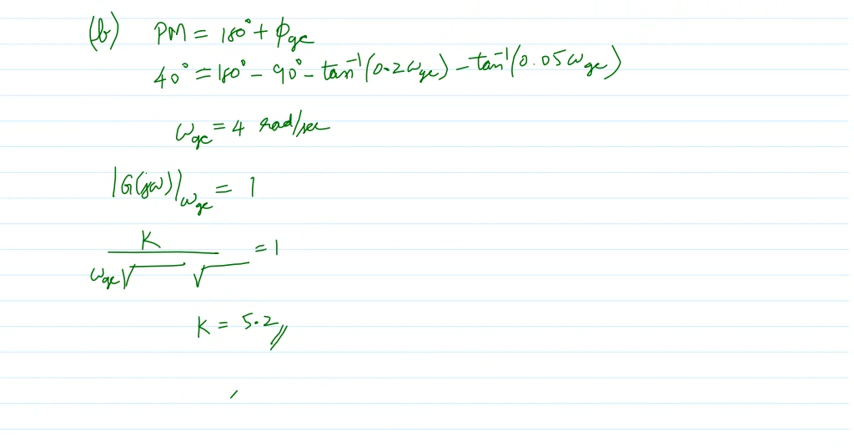 (b) PM = 180° + ϕgc
40° = 180° - 90° - tan⁻¹(0.2ωgc) - tan⁻¹(0.05ωgc)
ωgc = 4 rad/sec
|G(jω)|ωgc = 1
K / ωgc√ √ = 1
K = 5.2